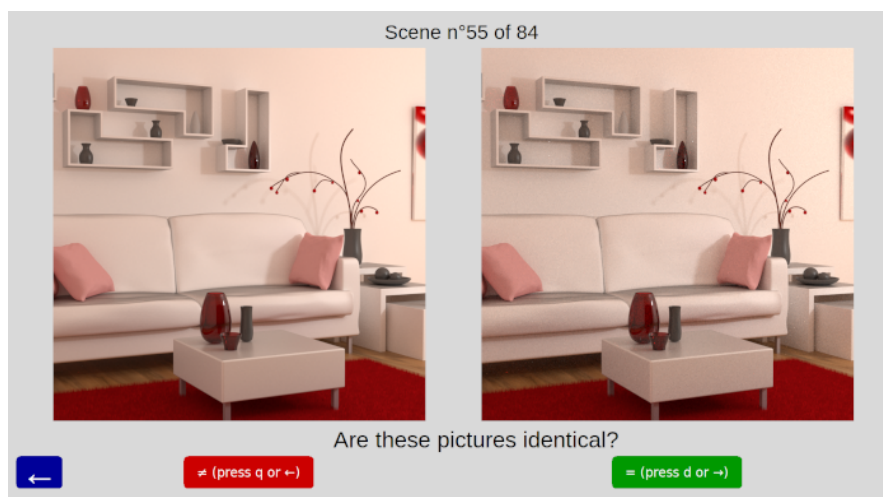 Scene n°55 of 84
Are these pictures identical?
←
≠ (press q or ←)
= (press d or →)